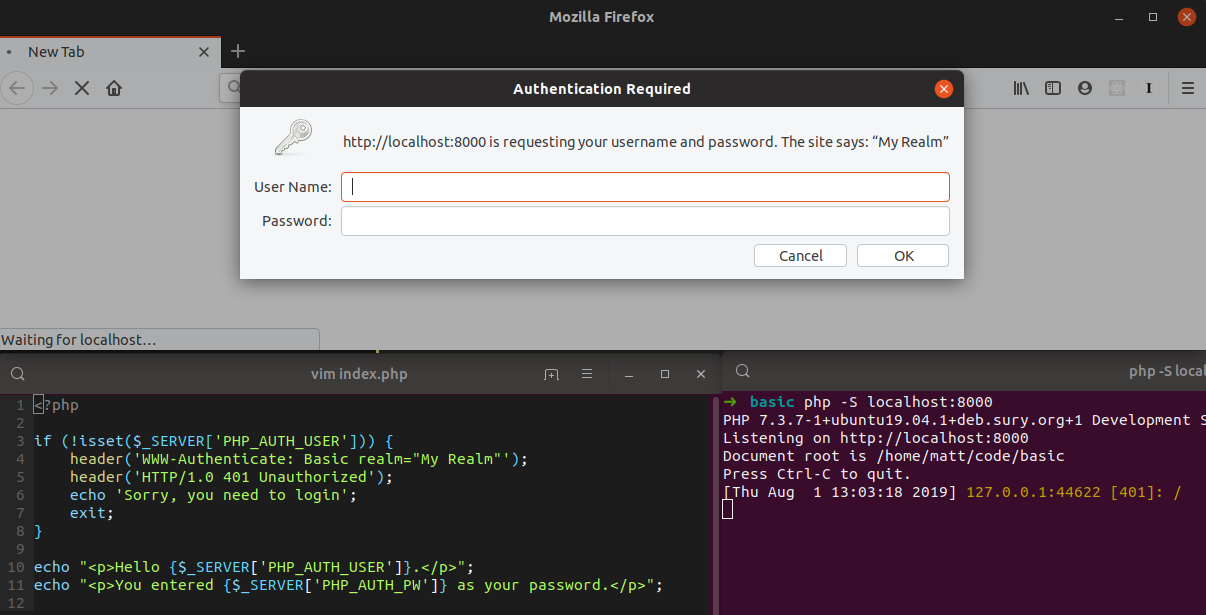 Mozilla Firefox
New Tab
Authentication Required
http://localhost:8000 is requesting your username and password. The site says: “My Realm”
User Name:
Password:
Cancel
OK
Waiting for localhost…
vim index.php
1 <?php
2
3 if (!isset($_SERVER['PHP_AUTH_USER'])) {
4     header('WWW-Authenticate: Basic realm="My Realm"');
5     header('HTTP/1.0 401 Unauthorized');
6     echo 'Sorry, you need to login';
7     exit;
8 }
9
10 echo "<p>Hello {$_SERVER['PHP_AUTH_USER']}.</p>";
11 echo "<p>You entered {$_SERVER['PHP_AUTH_PW']} as your password.</p>";
12
php -S local
➜ basic php -S localhost:8000
PHP 7.3.7-1+ubuntu19.04.1+deb.sury.org+1 Development S
Listening on http://localhost:8000
Document root is /home/matt/code/basic
Press Ctrl-C to quit.
[Thu Aug  1 13:03:18 2019] 127.0.0.1:44622 [401]: /